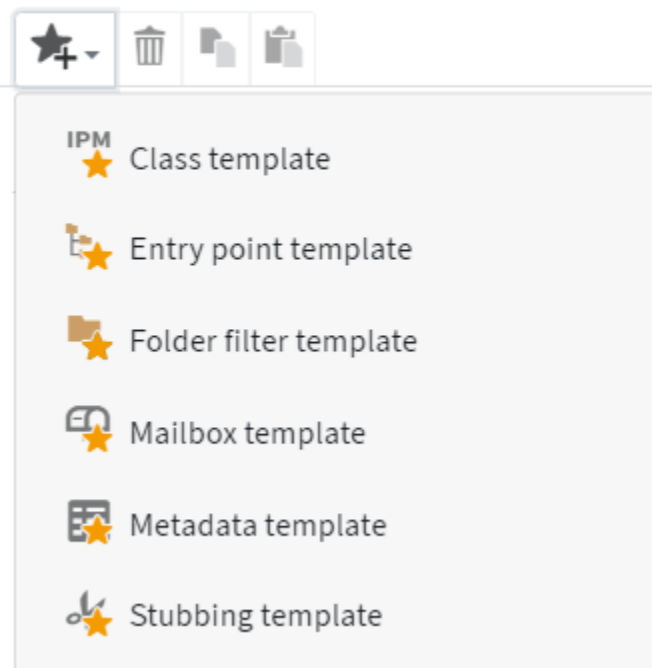 IPM
Class template
Entry point template
Folder filter template
Mailbox template
Metadata template
Stubbing template